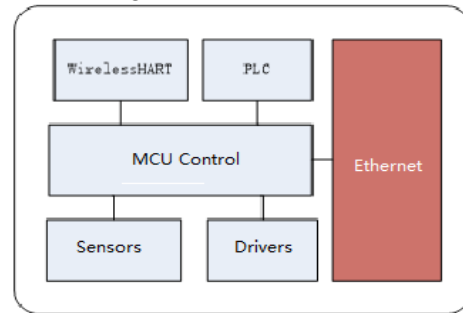 WirelessHART
PLC
MCU Control
Ethernet
Sensors
Drivers